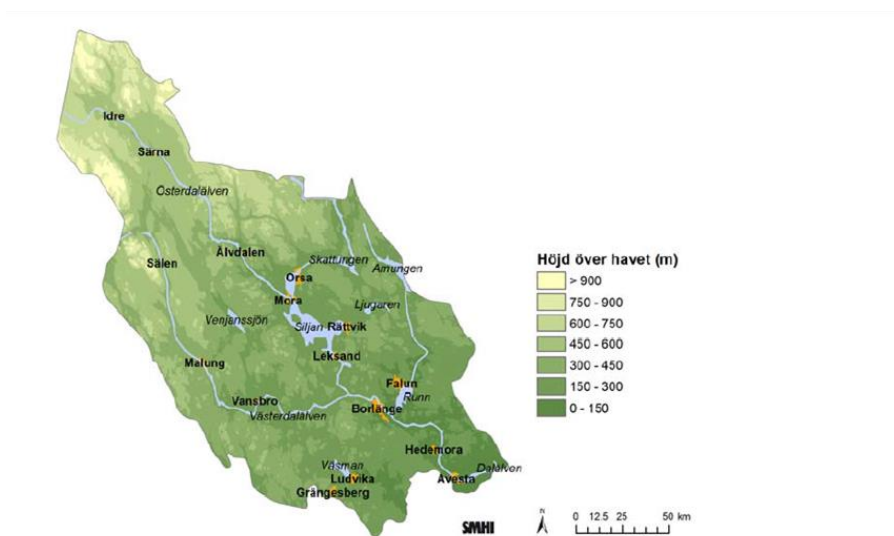 Idre
Särna
Österdalälven
Älvdalen
Sälen
Skattungen
Amungen
Orsa
Mora
Ljugaren
Venjanssjön
Siljan
Rättvik
Leksand
Malung
Falun
Runn
Vansbro
Borlänge
Västerdalälven
Hedemora
Väsman
Dalälven
Ludvika
Avesta
Grängesberg
Höjd över havet (m)
> 900
750 - 900
600 - 750
450 - 600
300 - 450
150 - 300
0 - 150
SMHI
N
0 12.5 25 50 km